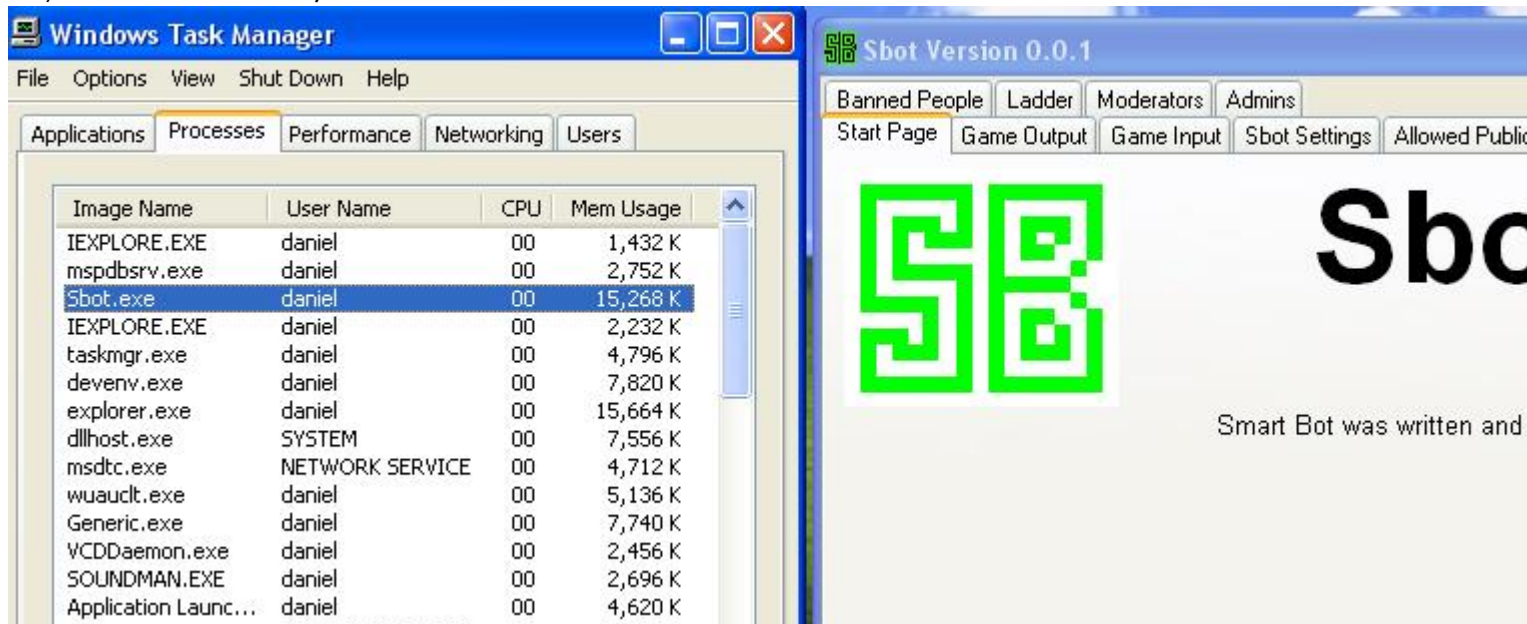 Windows Task Manager
File Options View Shut Down Help
Applications Processes Performance Networking Users
Image Name User Name CPU Mem Usage
IEXPLORE.EXE daniel 00 1,432 K
mspdbsrv.exe daniel 00 2,752 K
Sbot.exe daniel 00 15,268 K
IEXPLORE.EXE daniel 00 2,232 K
taskmgr.exe daniel 00 4,796 K
devenv.exe daniel 00 7,820 K
explorer.exe daniel 00 15,664 K
dllhost.exe SYSTEM 00 7,556 K
msdtc.exe NETWORK SERVICE 00 4,712 K
wuauclt.exe daniel 00 5,136 K
Generic.exe daniel 00 7,740 K
VCDDaemon.exe daniel 00 2,456 K
SOUNDMAN.EXE daniel 00 2,696 K
Application Launc... daniel 00 4,620 K
SB Sbot Version 0.0.1
Banned People Ladder Moderators Admins
Start Page Game Output Game Input Sbot Settings Allowed Public
SB
Sbo
Smart Bot was written and